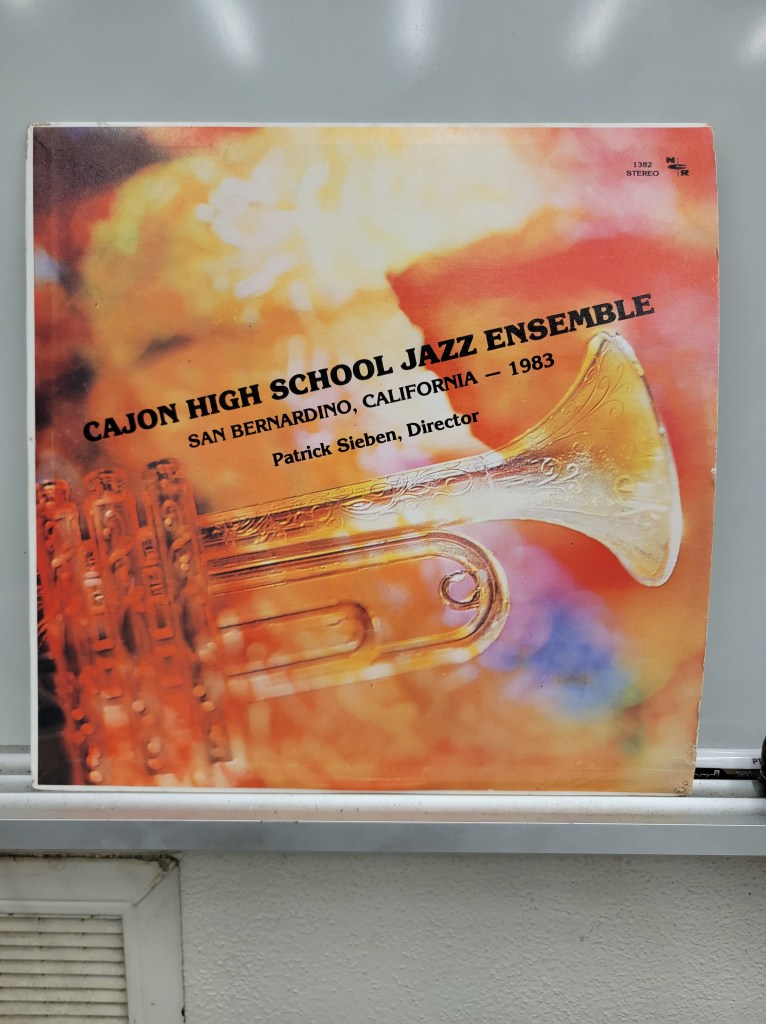 1382
STEREO
N
R
CAJON HIGH SCHOOL JAZZ ENSEMBLE
SAN BERNARDINO, CALIFORNIA — 1983
Patrick Sieben, Director